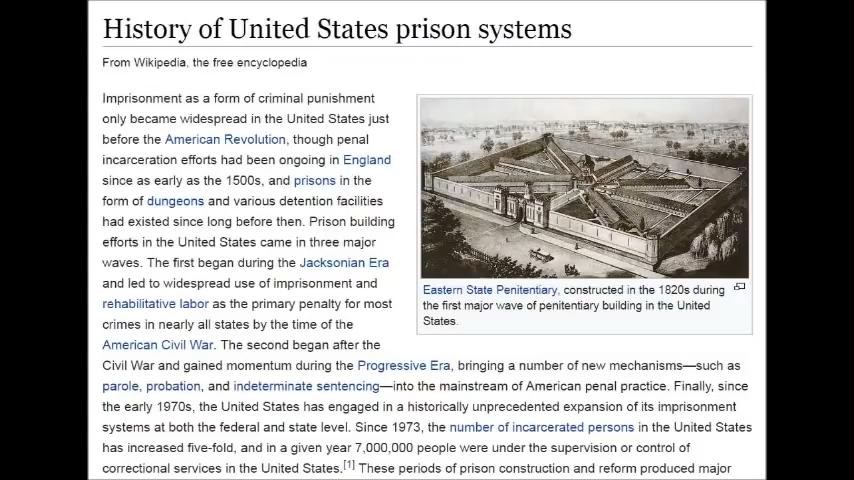 History of United States prison systems
From Wikipedia, the free encyclopedia
Imprisonment as a form of criminal punishment
only became widespread in the United States just
before the American Revolution, though penal
incarceration efforts had been ongoing in England
since as early as the 1500s, and prisons in the
form of dungeons and various detention facilities
had existed since long before then. Prison building
efforts in the United States came in three major
waves. The first began during the Jacksonian Era
and led to widespread use of imprisonment and
rehabilitative labor as the primary penalty for most
crimes in nearly all states by the time of the
American Civil War. The second began after the
Civil War and gained momentum during the Progressive Era, bringing a number of new mechanisms—such as
parole, probation, and indeterminate sentencing—into the mainstream of American penal practice. Finally, since
the early 1970s, the United States has engaged in a historically unprecedented expansion of its imprisonment
systems at both the federal and state level. Since 1973, the number of incarcerated persons in the United States
has increased five-fold, and in a given year 7,000,000 people were under the supervision or control of
correctional services in the United States.[1] These periods of prison construction and reform produced major
Eastern State Penitentiary, constructed in the 1820s during
the first major wave of penitentiary building in the United
States.